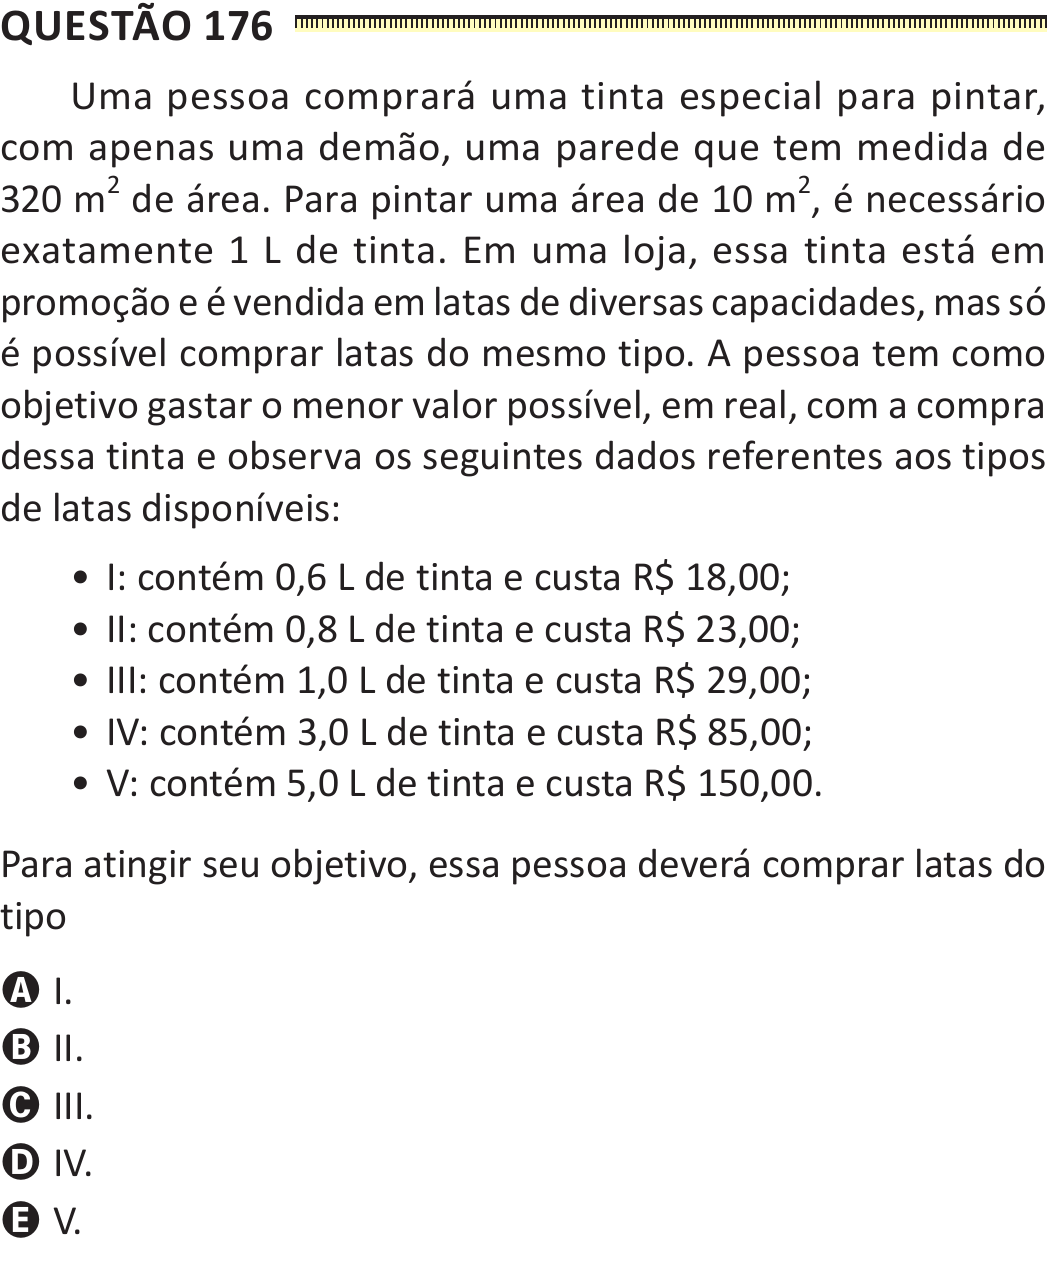 QUESTÃO 176
Uma pessoa comprará uma tinta especial para pintar,
com apenas uma demão, uma parede que tem medida de
320 m² de área. Para pintar uma área de 10 m², é necessário
exatamente 1 L de tinta. Em uma loja, essa tinta está em
promoção e é vendida em latas de diversas capacidades, mas só
é possível comprar latas do mesmo tipo. A pessoa tem como
objetivo gastar o menor valor possível, em real, com a compra
dessa tinta e observa os seguintes dados referentes aos tipos
de latas disponíveis:
• I: contém 0,6 L de tinta e custa R$ 18,00;
• II: contém 0,8 L de tinta e custa R$ 23,00;
• III: contém 1,0 L de tinta e custa R$ 29,00;
• IV: contém 3,0 L de tinta e custa R$ 85,00;
• V: contém 5,0 L de tinta e custa R$ 150,00.
Para atingir seu objetivo, essa pessoa deverá comprar latas do
tipo
A I.
B II.
C III.
D IV.
E V.